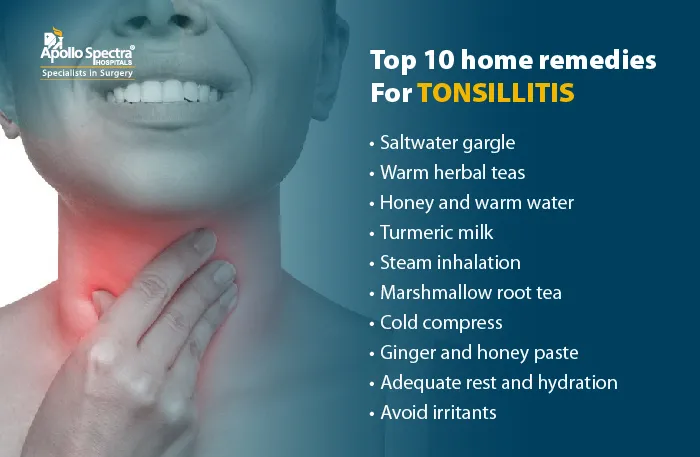 Apollo Spectra®
HOSPITALS
Specialists in Surgery
Top 10 home remedies
For TONSILLITIS
• Saltwater gargle
• Warm herbal teas
• Honey and warm water
• Turmeric milk
• Steam inhalation
• Marshmallow root tea
• Cold compress
• Ginger and honey paste
• Adequate rest and hydration
• Avoid irritants